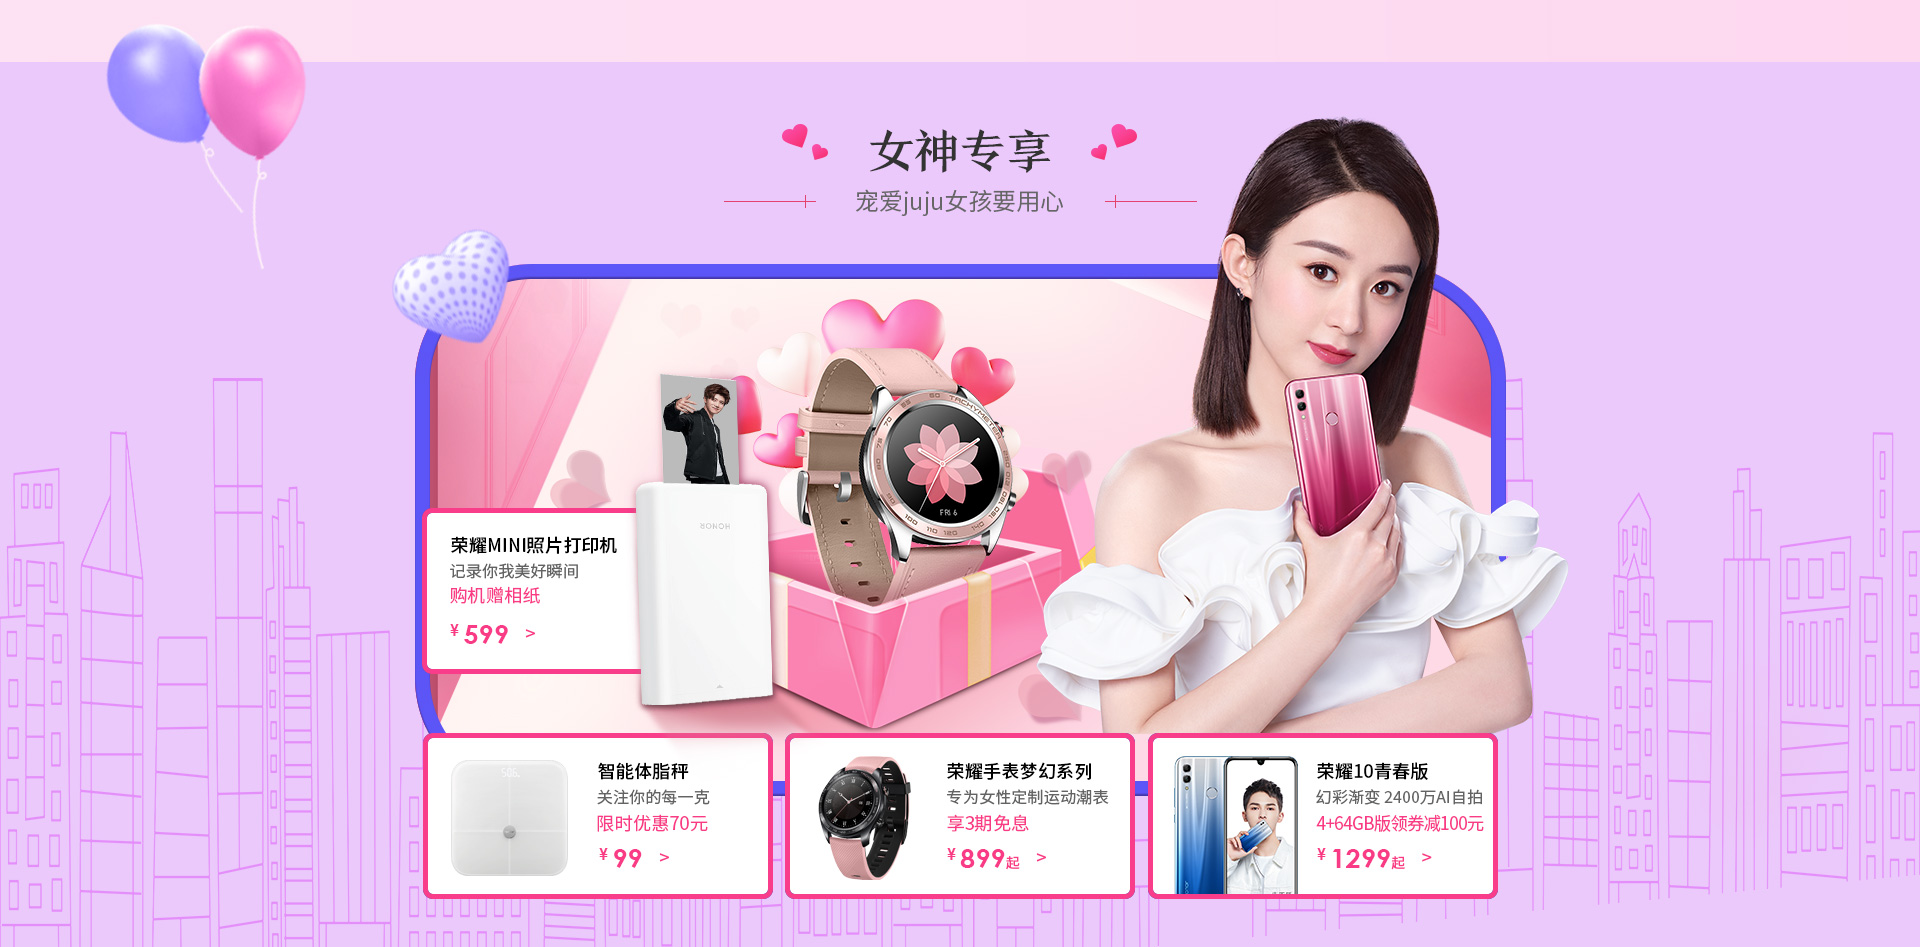 女神专享
宠爱juju女孩要用心
TACHYMETER
FRI 6
HONOR
荣耀MINI照片打印机
记录你我美好瞬间
购机赠相纸
¥599 >
智能体脂秤
关注你的每一克
限时优惠70元
¥99 >
荣耀手表梦幻系列
专为女性定制运动潮表
享3期免息
¥899起 >
荣耀10青春版
幻彩渐变 2400万AI自拍
4+64GB版领券减100元
¥1299起 >